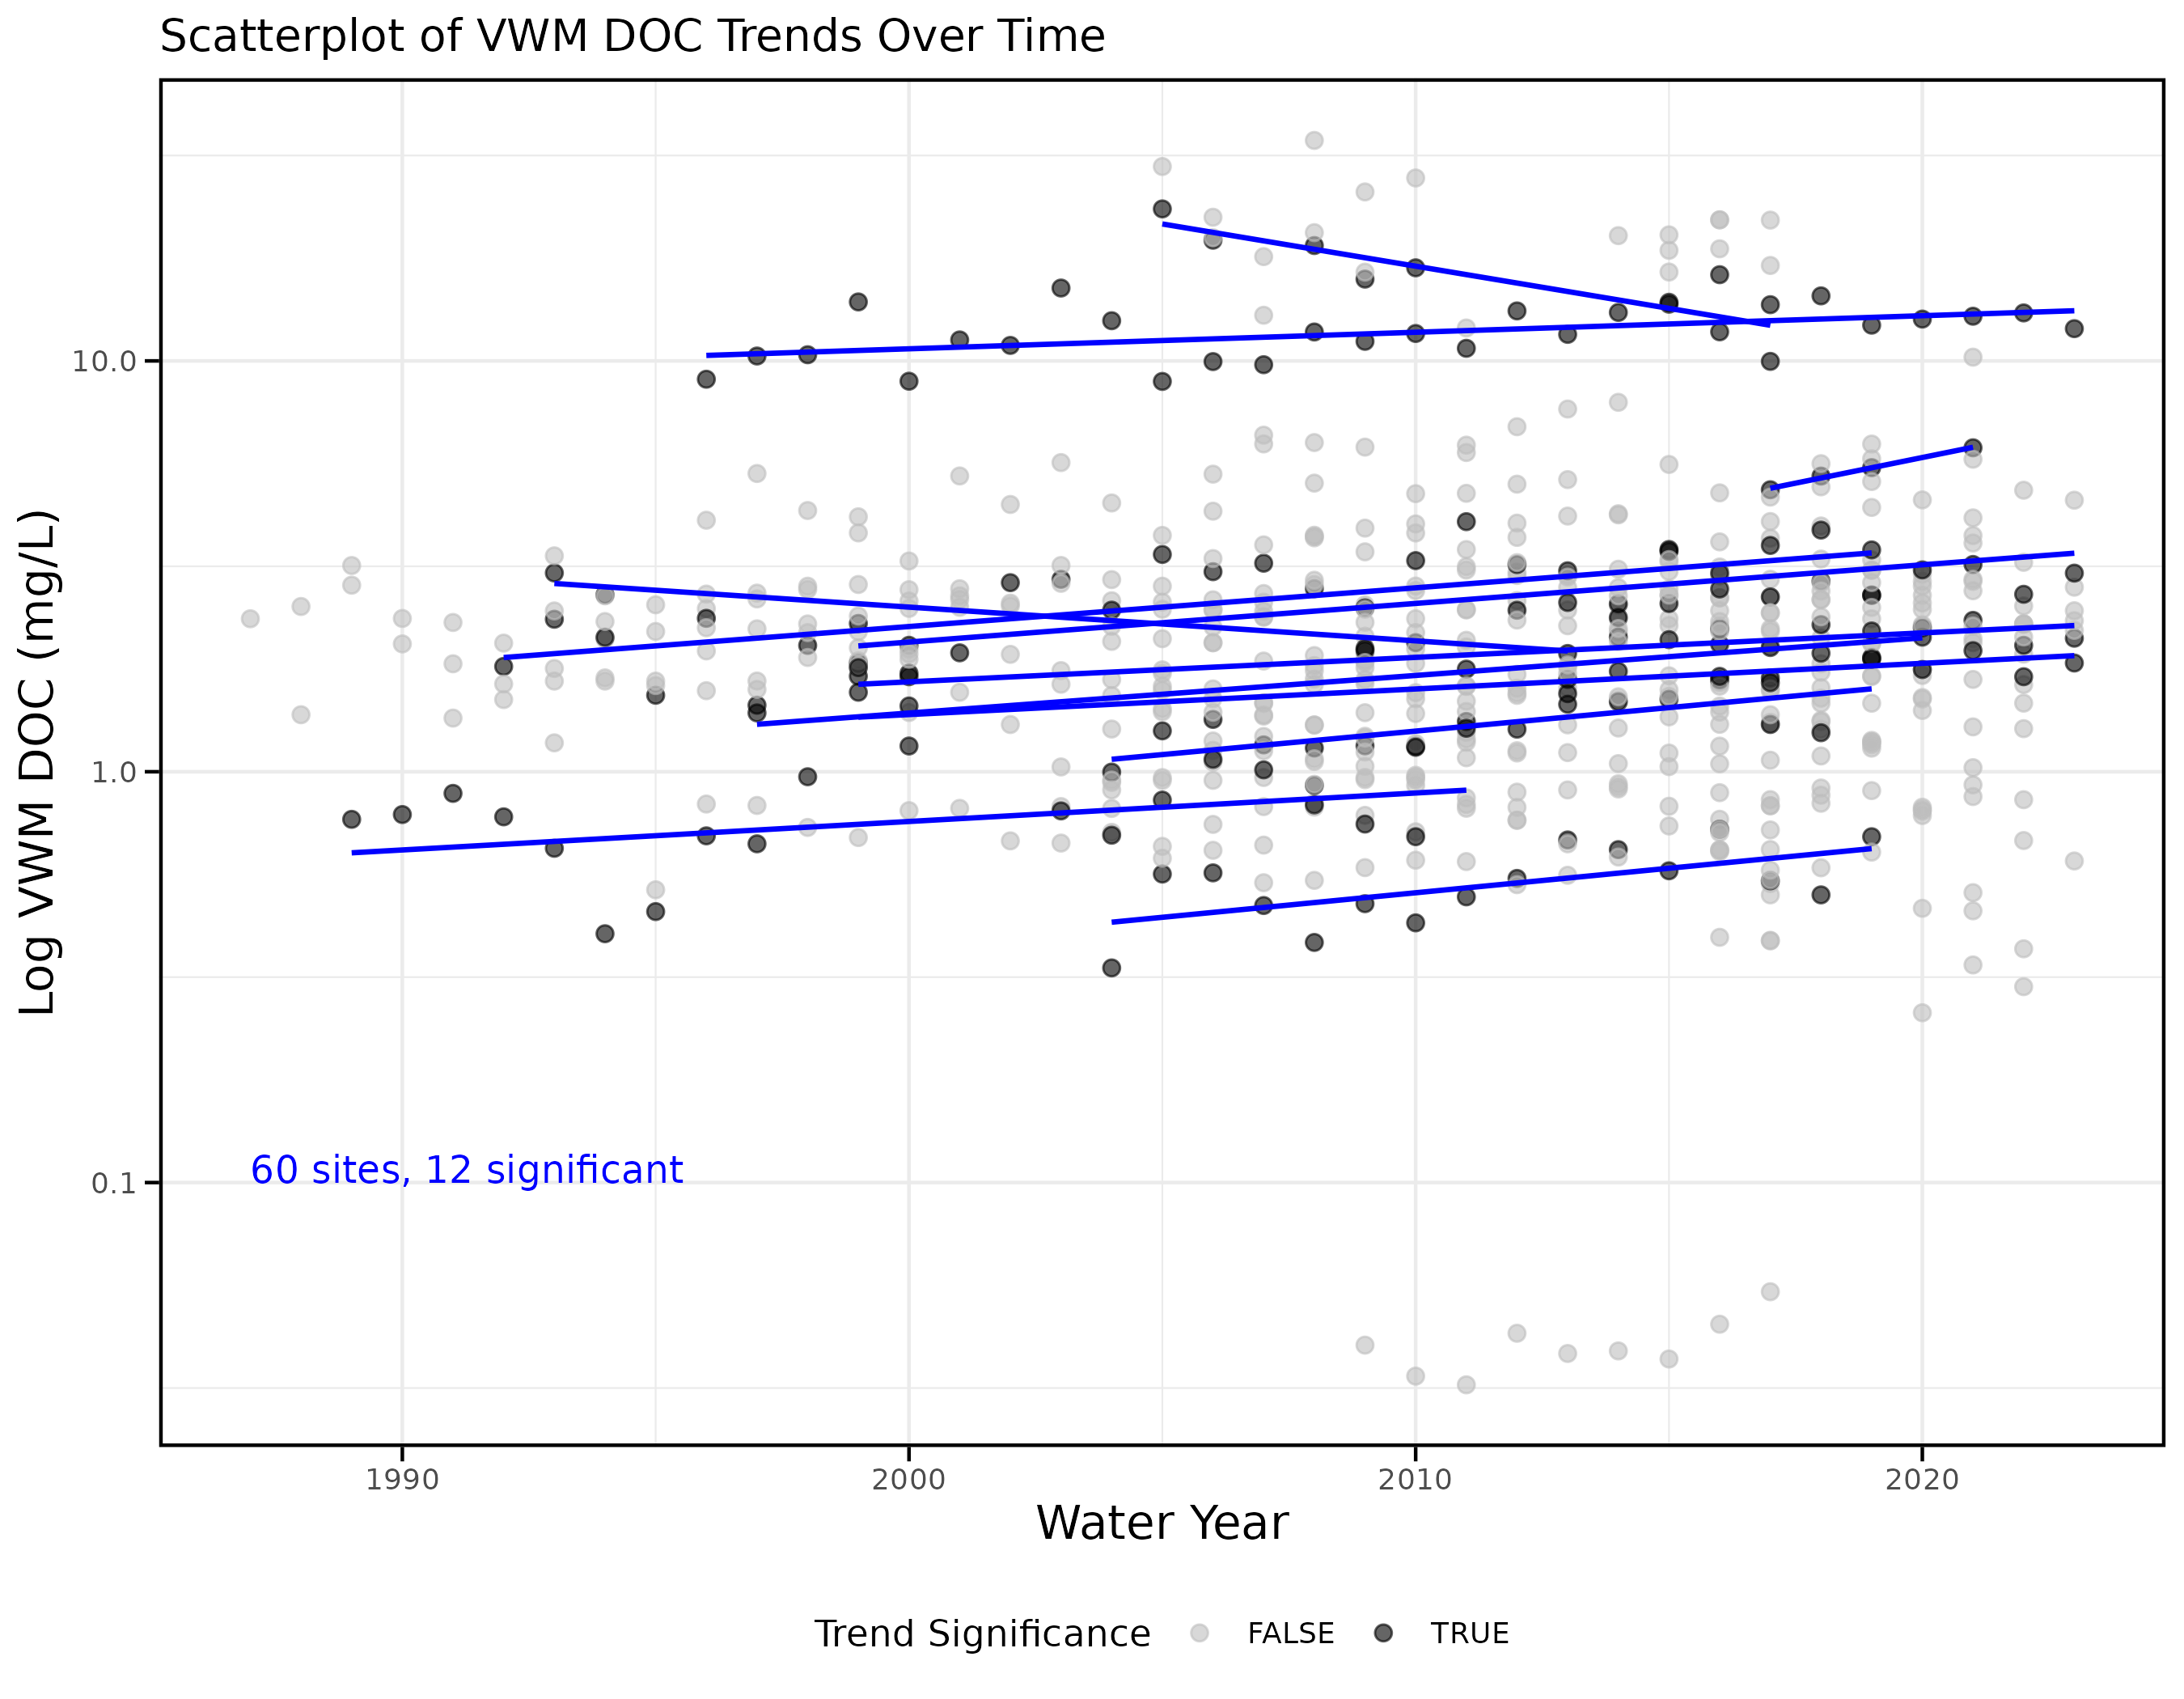 Scatterplot of VWM DOC Trends Over Time
Log VWM DOC (mg/L)
10.0
1.0
0.1
60 sites, 12 significant
1990 2000 2010 2020
Water Year
Trend Significance FALSE TRUE